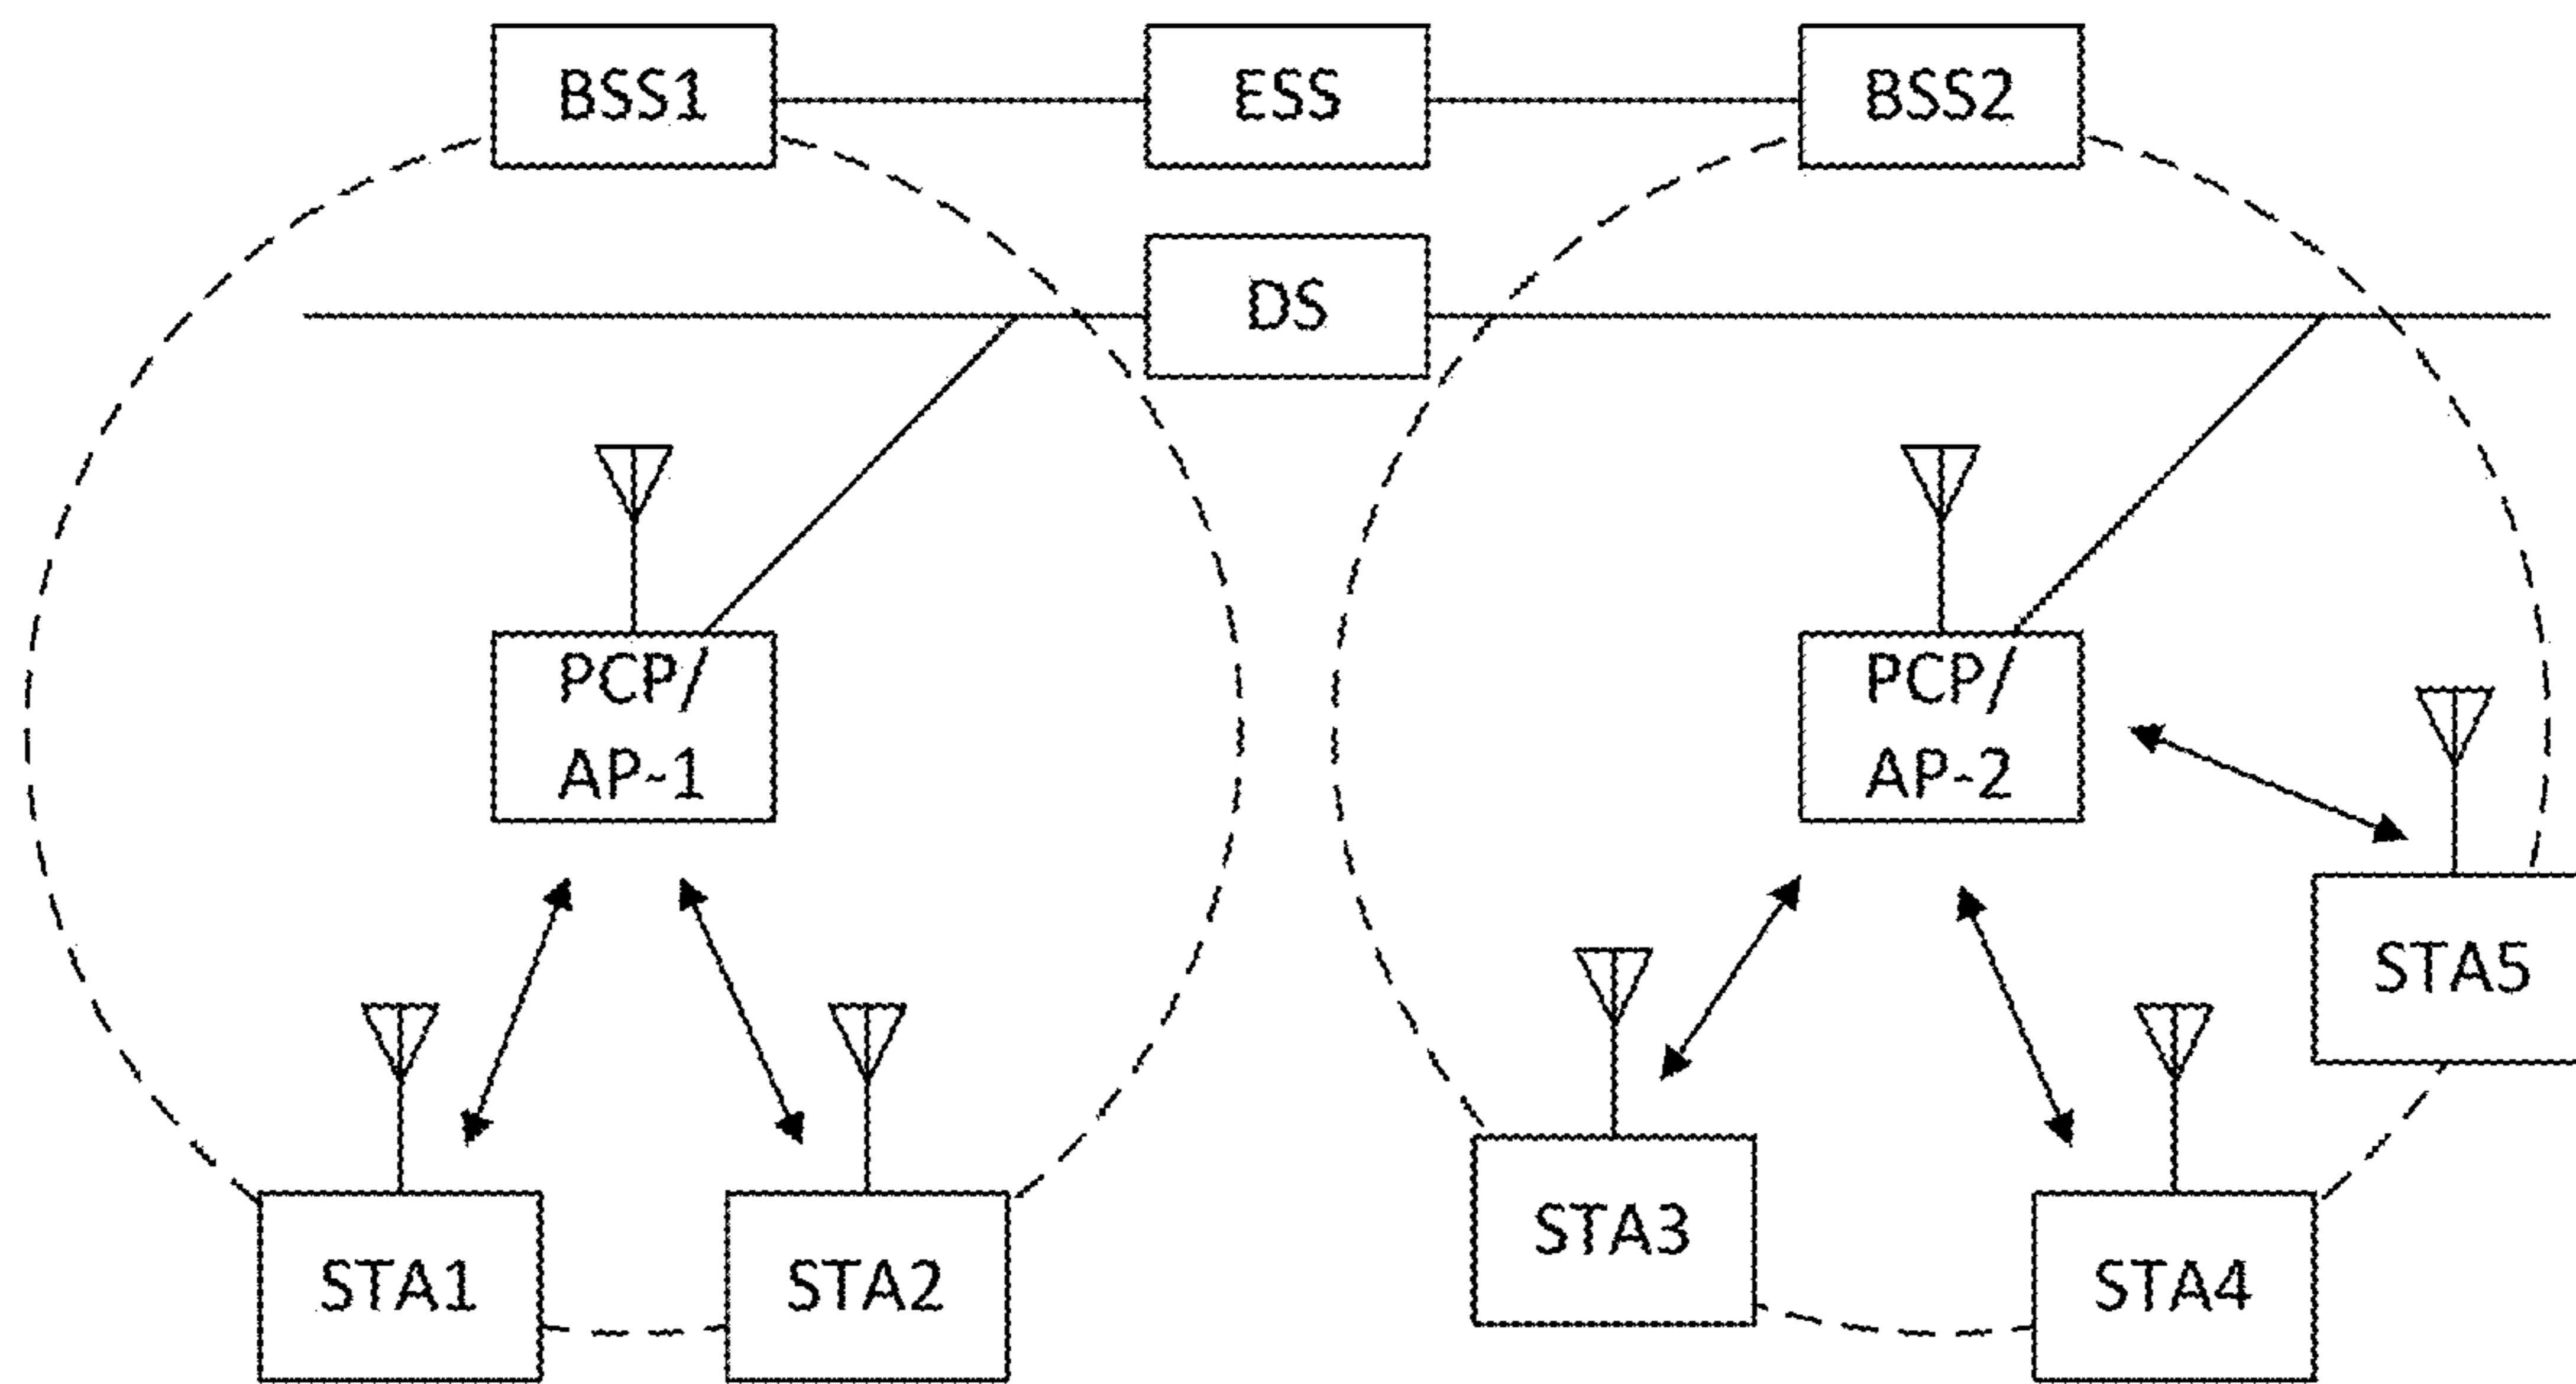 BSS1
ESS
BSS2
DS
PCP/
AP-1
PCP/
AP-2
STA5
STA3
STA4
STA1
STA2